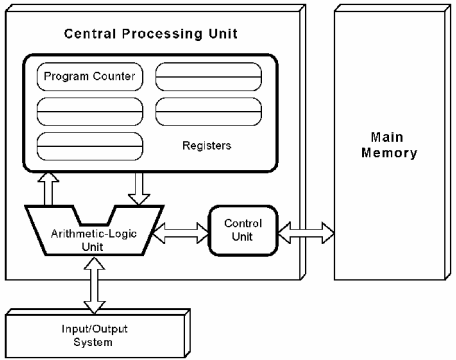 Central Processing Unit
Program Counter
Registers
Main
Memory
Arithmetic-Logic
Unit
Control
Unit
Input/Output
System